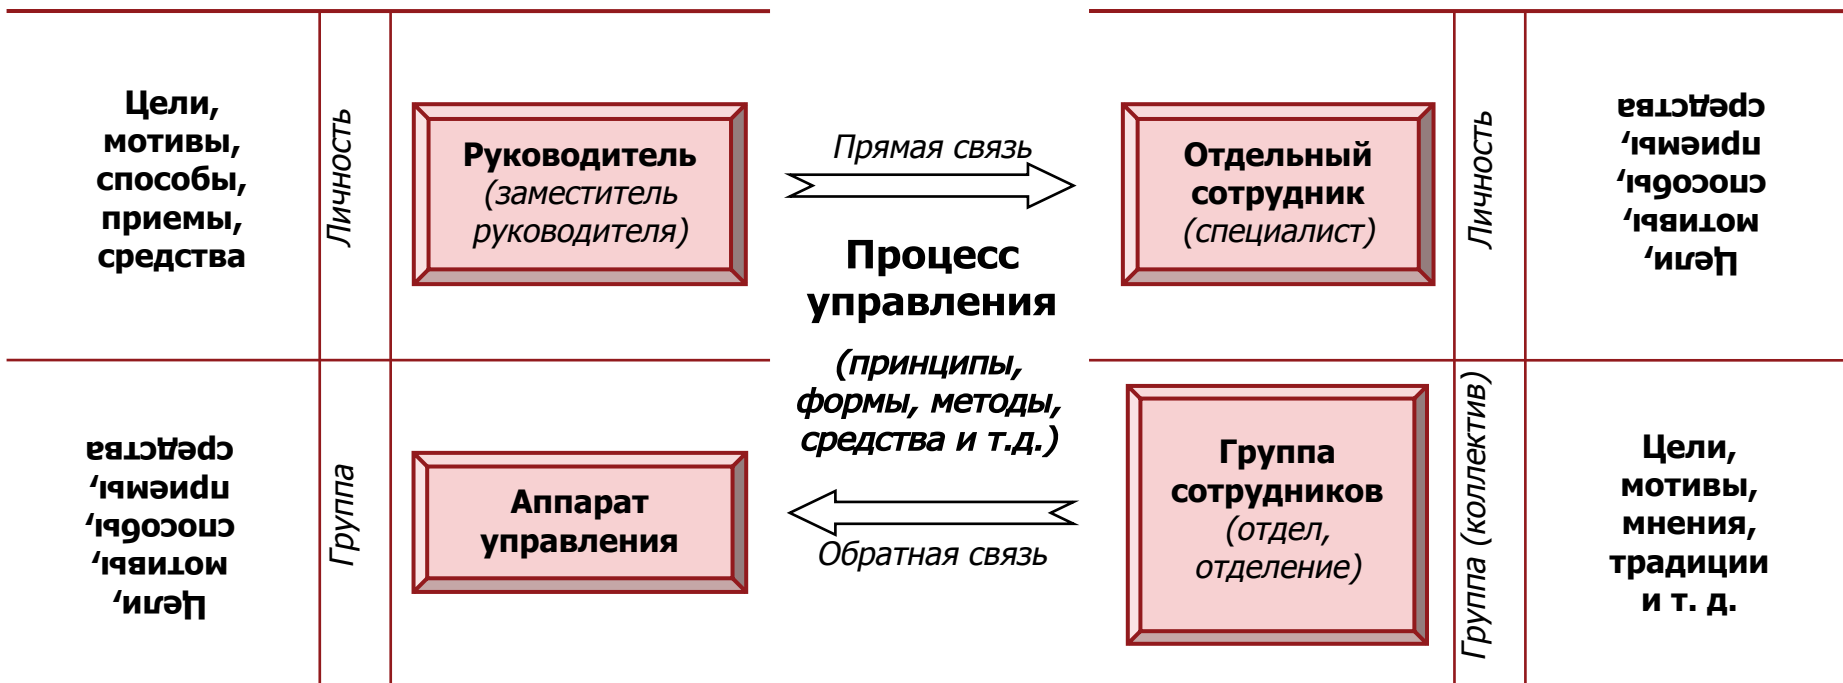 Цели,
мотивы,
способы,
приемы,
средства
Личность
Руководитель
(заместитель
руководителя)
Прямая связь
Отдельный
сотрудник
(специалист)
Личность
Цели,
мотивы,
способы,
приемы,
средства
Процесс
управления
(принципы,
формы, методы,
средства и т.д.)
Цели,
мотивы,
способы,
приемы,
средства
Группа
Аппарат
управления
Обратная связь
Группа
сотрудников
(отдел,
отделение)
Группа (коллектив)
Цели,
мотивы,
мнения,
традиции
и т. д.